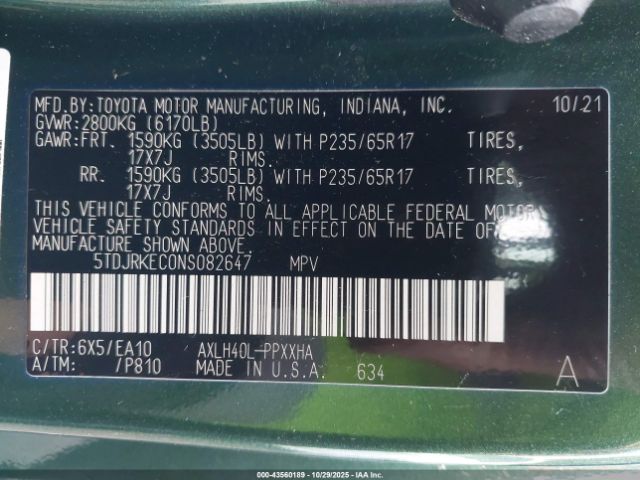 MFD.BY:TOYOTA MOTOR MANUFACTURING, INDIANA, INC. 10/21
GVWR:2800KG (6170LB)
GAWR:FRT. 1590KG (3505LB) WITH P235/65R17 TIRES,
17X7J RIMS.
RR. 1590KG (3505LB) WITH P235/65R17 TIRES,
17X7J RIMS.
THIS VEHICLE CONFORMS TO ALL APPLICABLE FEDERAL MOTOR
VEHICLE SAFETY STANDARDS IN EFFECT ON THE DATE OF
MANUFACTURE SHOWN ABOVE.
5TDJRKEC0NS082647 MPV
C/TR:6X5/EA10 AXLH40L-PPXXHA
A/TM: /P810 MADE IN U.S.A. 634 A
© Copyright - 43560189 - 10/29/2025 - IAAI.COM